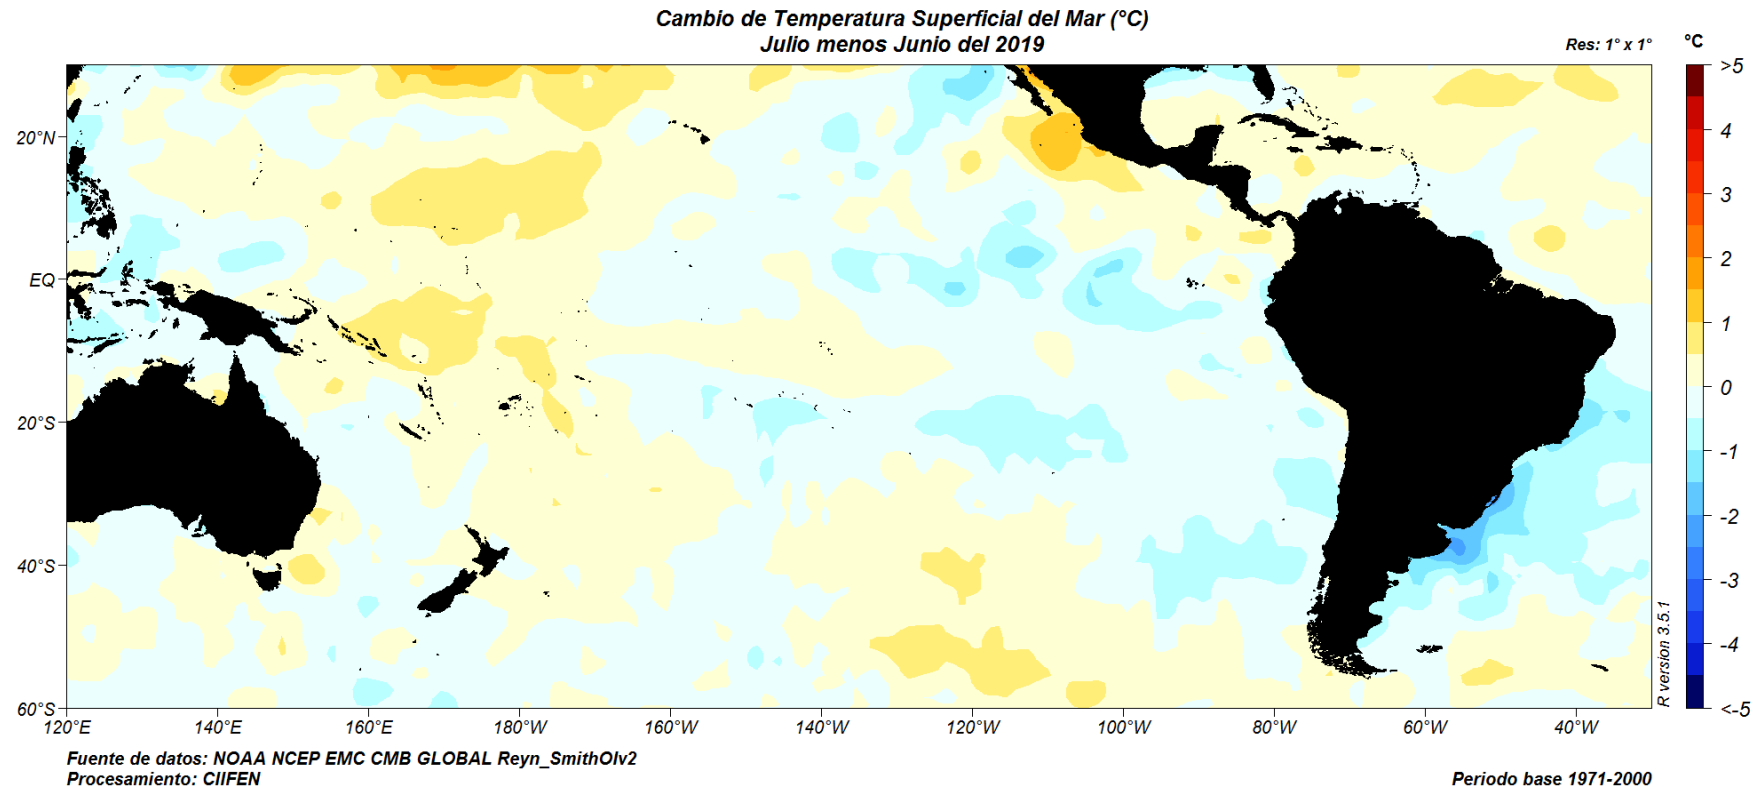 Cambio de Temperatura Superficial del Mar (°C)
Julio menos Junio del 2019
Res: 1° x 1°
°C
>5
4
3
2
1
0
-1
-2
-3
-4
<-5
20°N
EQ
20°S
40°S
60°S
120°E
140°E
160°E
180°W
160°W
140°W
120°W
100°W
80°W
60°W
40°W
R version 3.5.1
Fuente de datos: NOAA NCEP EMC CMB GLOBAL Reyn_SmithOIv2
Procesamiento: CIIFEN
Periodo base 1971-2000